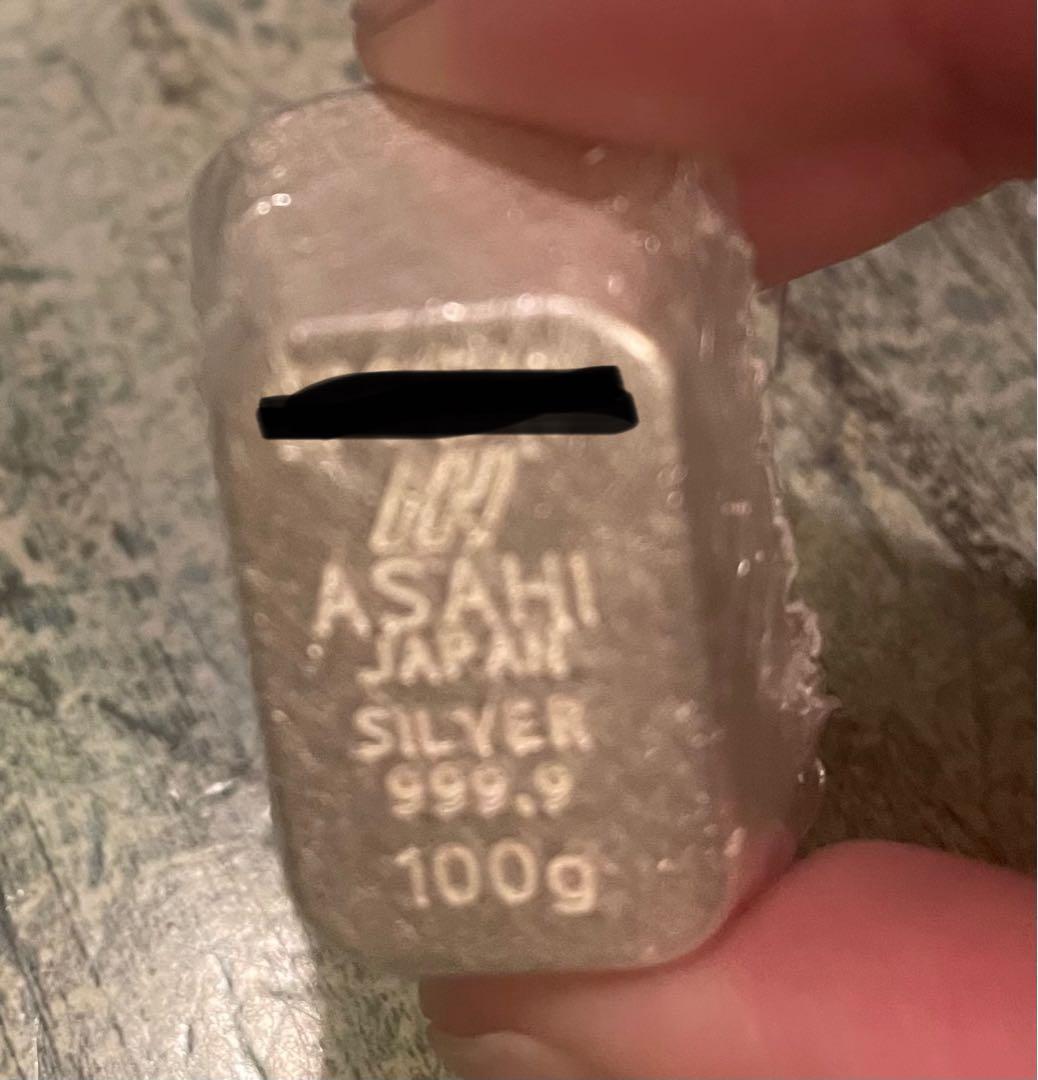 ASAHI
JAPAN
SILVER
999.9
100g